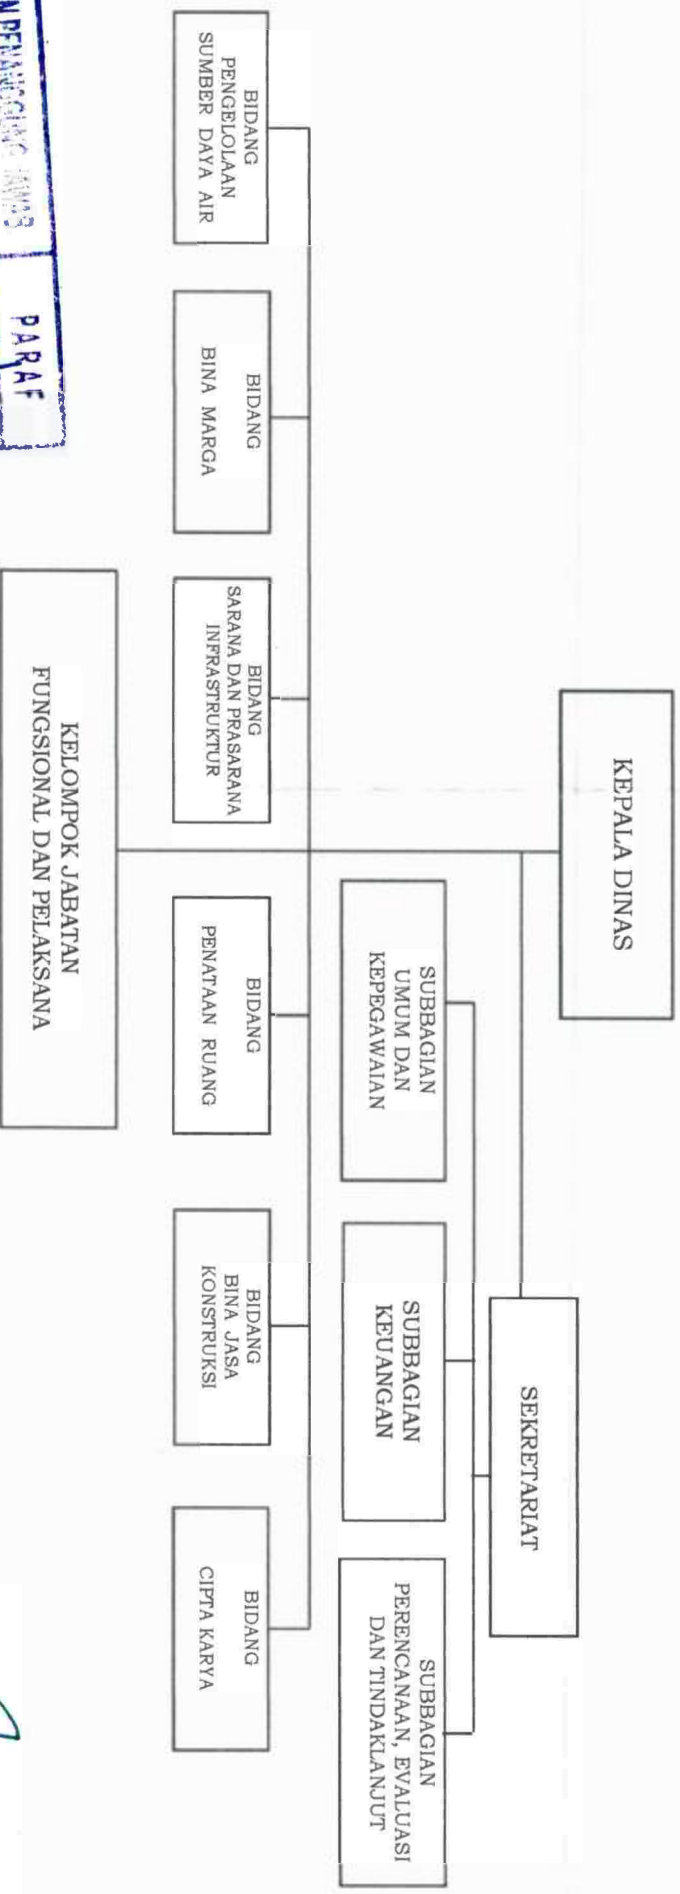 KEPALA DINAS
SEKRETARIAT
SUBBAGIAN
UMUM DAN
KEPEGAWAIAN
SUBBAGIAN
KEUANGAN
SUBBAGIAN
PERENCANAAN, EVALUASI
DAN TINDAKLANJUT
BIDANG
PENGELOLAAN
SUMBER DAYA AIR
BIDANG
BINA MARGA
BIDANG
SARANA DAN PRASARANA
INFRASTRUKTUR
BIDANG
PENATAAN RUANG
BIDANG
BINA JASA
KONSTRUKSI
BIDANG
CIPTA KARYA
KELOMPOK JABATAN
FUNGSIONAL DAN PELAKSANA
PENANGGUNG JAWAB
PARAF